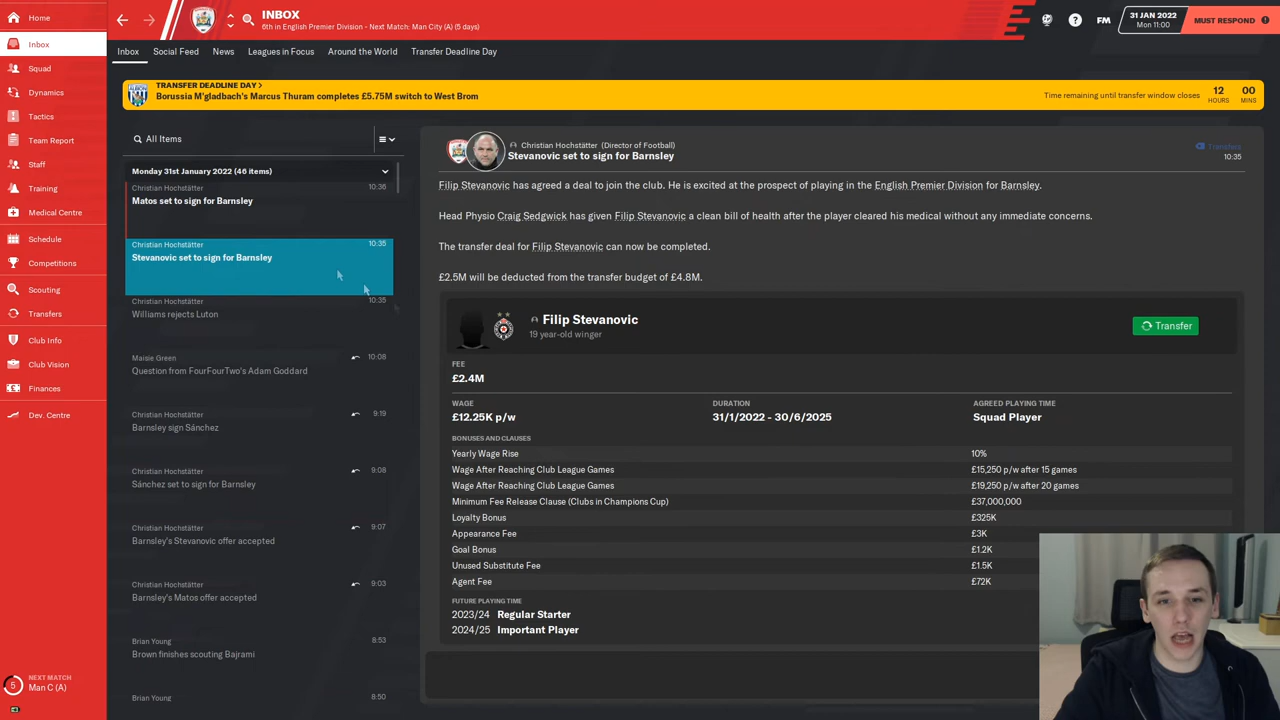 Home
Inbox
Squad
Dynamics
Tactics
Team Report
Staff
Training
Medical Centre
Schedule
Competitions
Scouting
Transfers
Club Info
Club Vision
Finances
Dev. Centre
5
NEXT MATCH
Man C (A)
INBOX
6th in English Premier Division - Next Match: Man City (A) (5 days)
?
FM
31 JAN 2022
Mon 11:00
MUST RESPOND
Inbox
Social Feed
News
Leagues in Focus
Around the World
Transfer Deadline Day
TRANSFER DEADLINE DAY >
Borussia M'gladbach's Marcus Thuram completes £5.75M switch to West Brom
Time remaining until transfer window closes
12
HOURS
00
MINS
All Items
Monday 31st January 2022 (46 items)
Christian Hochstätter 10:36
Matos set to sign for Barnsley
Christian Hochstätter 10:35
Stevanovic set to sign for Barnsley
Christian Hochstätter 10:35
Williams rejects Luton
Maisie Green 10:08
Question from FourFourTwo's Adam Goddard
Christian Hochstätter 9:19
Barnsley sign Sánchez
Christian Hochstätter 9:08
Sánchez set to sign for Barnsley
Christian Hochstätter 9:07
Barnsley's Stevanovic offer accepted
Christian Hochstätter 9:03
Barnsley's Matos offer accepted
Brian Young 8:53
Brown finishes scouting Bajrami
Brian Young 8:50
Christian Hochstätter (Director of Football)
Stevanovic set to sign for Barnsley
Transfers
10:35
Filip Stevanovic has agreed a deal to join the club. He is excited at the prospect of playing in the English Premier Division for Barnsley.
Head Physio Craig Sedgwick has given Filip Stevanovic a clean bill of health after the player cleared his medical without any immediate concerns.
The transfer deal for Filip Stevanovic can now be completed.
£2.5M will be deducted from the transfer budget of £4.8M.
Filip Stevanovic
19 year-old winger
Transfer
FEE
£2.4M
WAGE DURATION AGREED PLAYING TIME
£12.25K p/w 31/1/2022 - 30/6/2025 Squad Player
BONUSES AND CLAUSES
Yearly Wage Rise 10%
Wage After Reaching Club League Games £15,250 p/w after 15 games
Wage After Reaching Club League Games £19,250 p/w after 20 games
Minimum Fee Release Clause (Clubs in Champions Cup) £37,000,000
Loyalty Bonus £325K
Appearance Fee £3K
Goal Bonus £1.2K
Unused Substitute Fee £1.5K
Agent Fee £72K
FUTURE PLAYING TIME
2023/24 Regular Starter
2024/25 Important Player